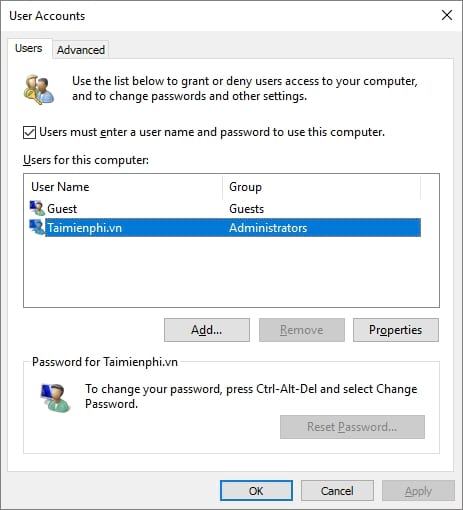 User Accounts
Users
Advanced
Use the list below to grant or deny users access to your computer,
and to change passwords and other settings.
Users must enter a user name and password to use this computer.
Users for this computer:
User Name Group
Guest Guests
Taimienphi.vn Administrators
Add... Remove Properties
Password for Taimienphi.vn
To change your password, press Ctrl-Alt-Del and select Change
Password.
Reset Password...
OK Cancel Apply